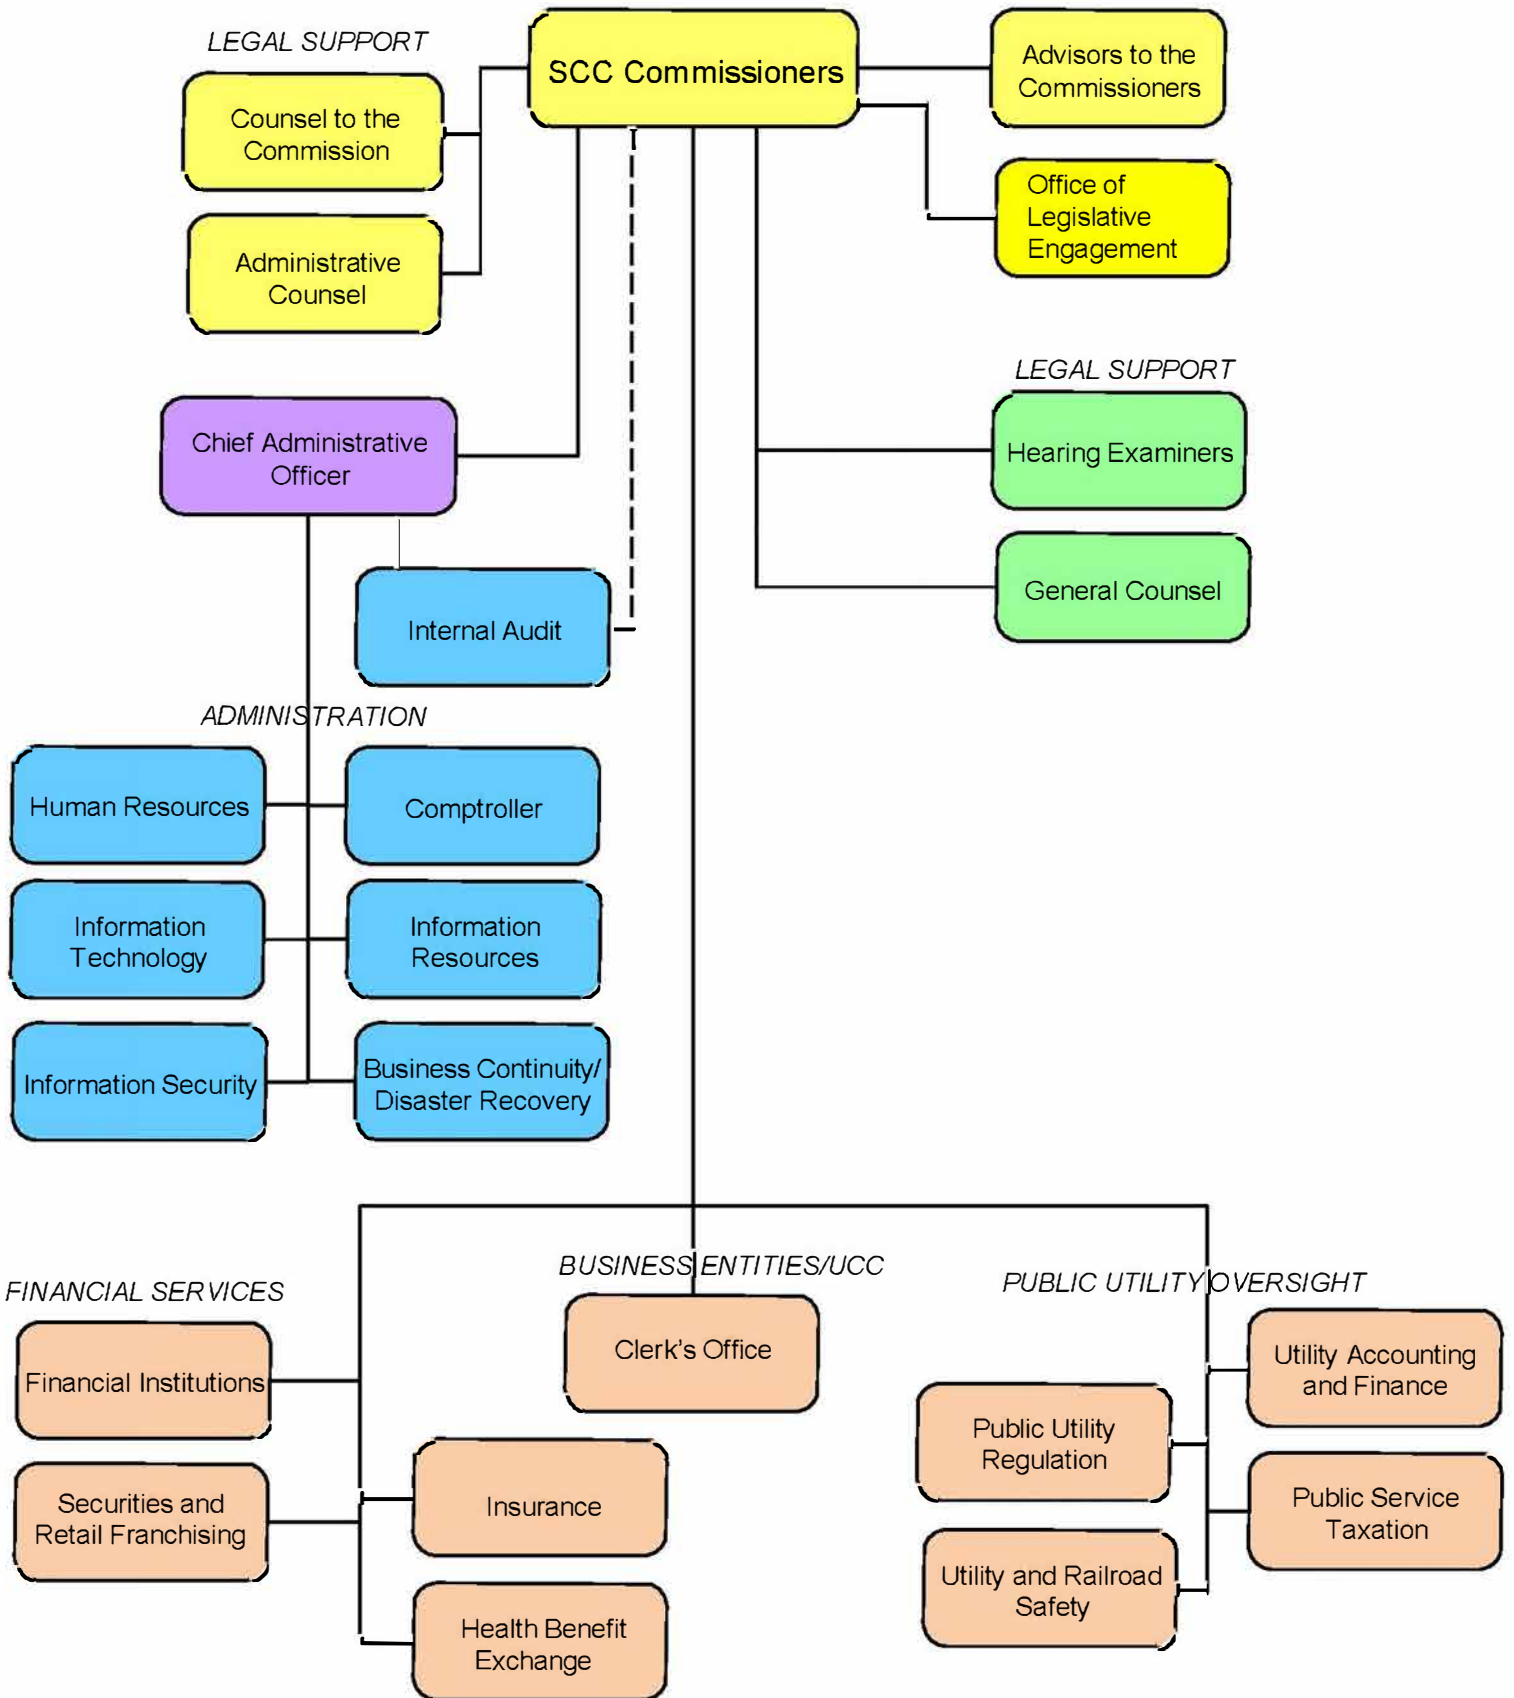 LEGAL SUPPORT
SCC Commissioners
Advisors to the
Commissioners
Counsel to the
Commission
Office of
Legislative
Engagement
Administrative
Counsel
LEGAL SUPPORT
Chief Administrative
Officer
Hearing Examiners
General Counsel
Internal Audit
ADMINISTRATION
Human Resources
Comptroller
Information
Technology
Information
Resources
Information Security
Business Continuity/
Disaster Recovery
FINANCIAL SERVICES
BUSINESS ENTITIES/UCC
PUBLIC UTILITY OVERSIGHT
Financial Institutions
Clerk's Office
Utility Accounting
and Finance
Public Utility
Regulation
Securities and
Retail Franchising
Insurance
Public Service
Taxation
Utility and Railroad
Safety
Health Benefit
Exchange